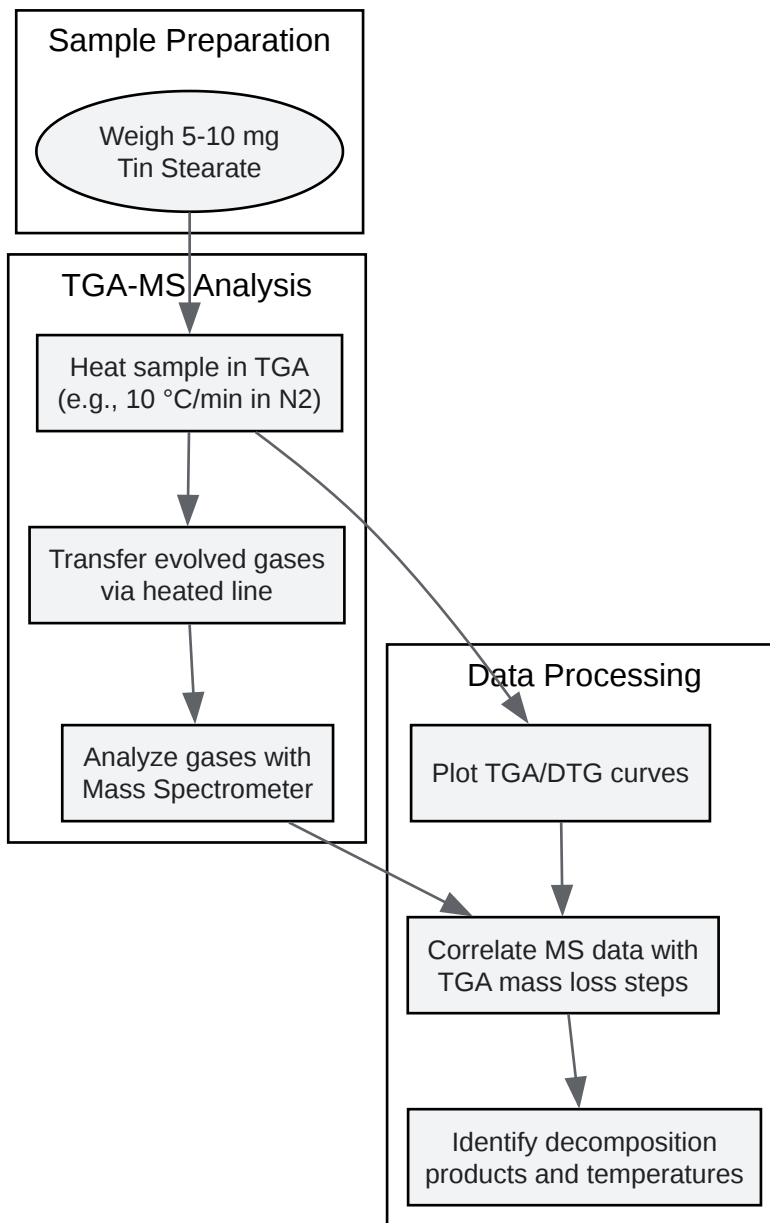 Sample Preparation
Weigh 5-10 mg
Tin Stearate
TGA-MS Analysis
Heat sample in TGA
(e.g., 10 °C/min in N2)
Transfer evolved gases
via heated line
Analyze gases with
Mass Spectrometer
Data Processing
Plot TGA/DTG curves
Correlate MS data with
TGA mass loss steps
Identify decomposition
products and temperatures